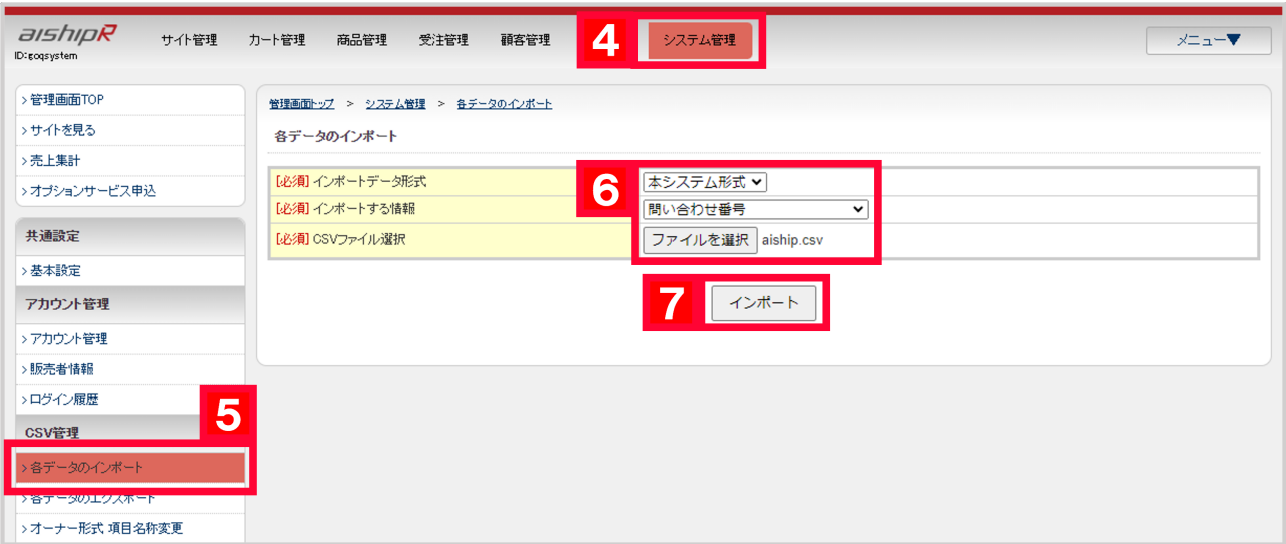 aishipR
ID:goqsystem
サイト管理 カート管理 商品管理 受注管理 顧客管理 4 システム管理 メニュー▼
>管理画面TOP
>サイトを見る
>売上集計
>オプションサービス申込
共通設定
>基本設定
アカウント管理
>アカウント管理
>販売者情報
>ログイン履歴
5
CSV管理
>各データのインポート
>各データのエクスポート
>オーナー形式 項目名称変更
管理画面トップ > システム管理 > 各データのインポート
各データのインポート
6
[必須] インポートデータ形式 本システム形式
[必須] インポートする情報 問い合わせ番号
[必須] CSVファイル選択 ファイルを選択 aiship.csv
7 インポート